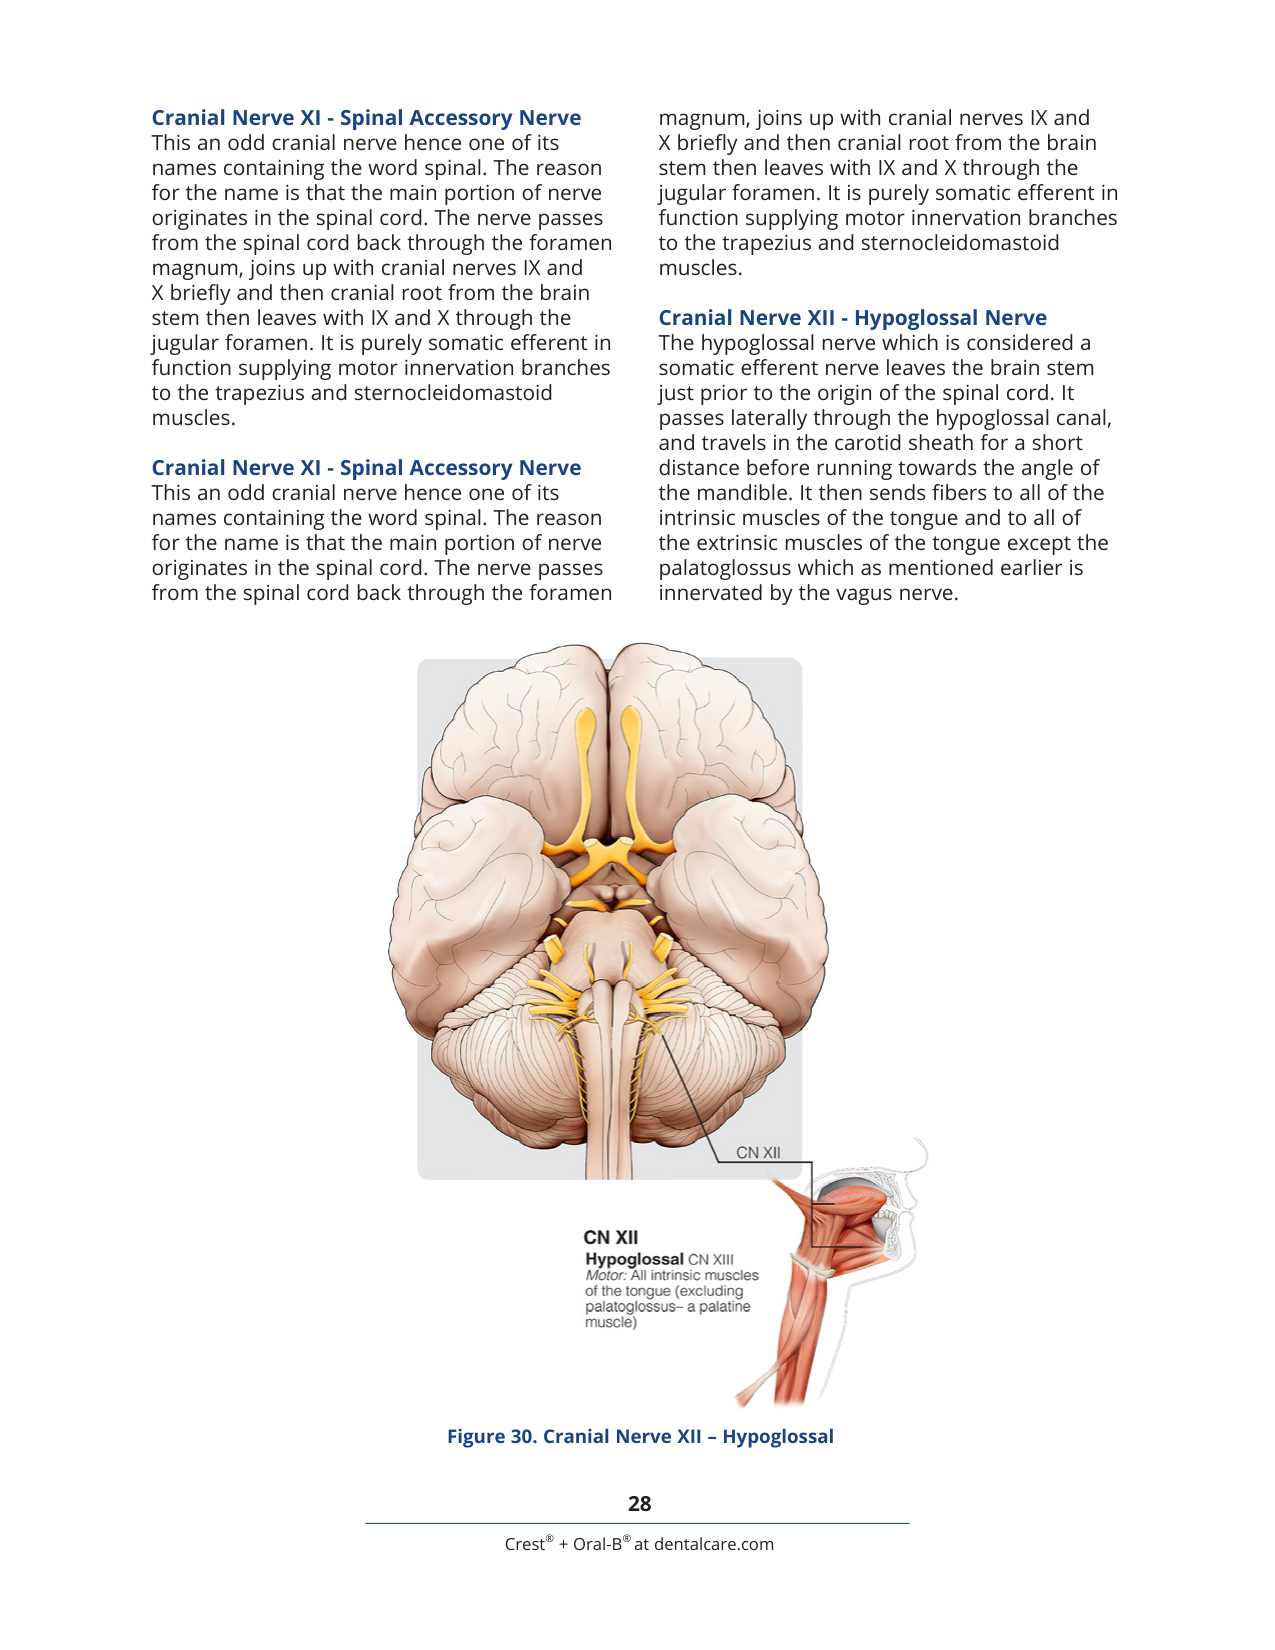 Cranial Nerve XI - Spinal Accessory Nerve
This an odd cranial nerve hence one of its
names containing the word spinal. The reason
for the name is that the main portion of nerve
originates in the spinal cord. The nerve passes
from the spinal cord back through the foramen
magnum, joins up with cranial nerves IX and
X briefly and then cranial root from the brain
stem then leaves with IX and X through the
jugular foramen. It is purely somatic efferent in
function supplying motor innervation branches
to the trapezius and sternocleidomastoid
muscles.
Cranial Nerve XI - Spinal Accessory Nerve
This an odd cranial nerve hence one of its
names containing the word spinal. The reason
for the name is that the main portion of nerve
originates in the spinal cord. The nerve passes
from the spinal cord back through the foramen
magnum, joins up with cranial nerves IX and
X briefly and then cranial root from the brain
stem then leaves with IX and X through the
jugular foramen. It is purely somatic efferent in
function supplying motor innervation branches
to the trapezius and sternocleidomastoid
muscles.
Cranial Nerve XII - Hypoglossal Nerve
The hypoglossal nerve which is considered a
somatic efferent nerve leaves the brain stem
just prior to the origin of the spinal cord. It
passes laterally through the hypoglossal canal,
and travels in the carotid sheath for a short
distance before running towards the angle of
the mandible. It then sends fibers to all of the
intrinsic muscles of the tongue and to all of
the extrinsic muscles of the tongue except the
palatoglossus which as mentioned earlier is
innervated by the vagus nerve.
CN XII
CN XII
Hypoglossal CN XIII
Motor: All intrinsic muscles
of the tongue (excluding
palatoglossus– a palatine
muscle)
Figure 30. Cranial Nerve XII – Hypoglossal
28
Crest® + Oral-B® at dentalcare.com